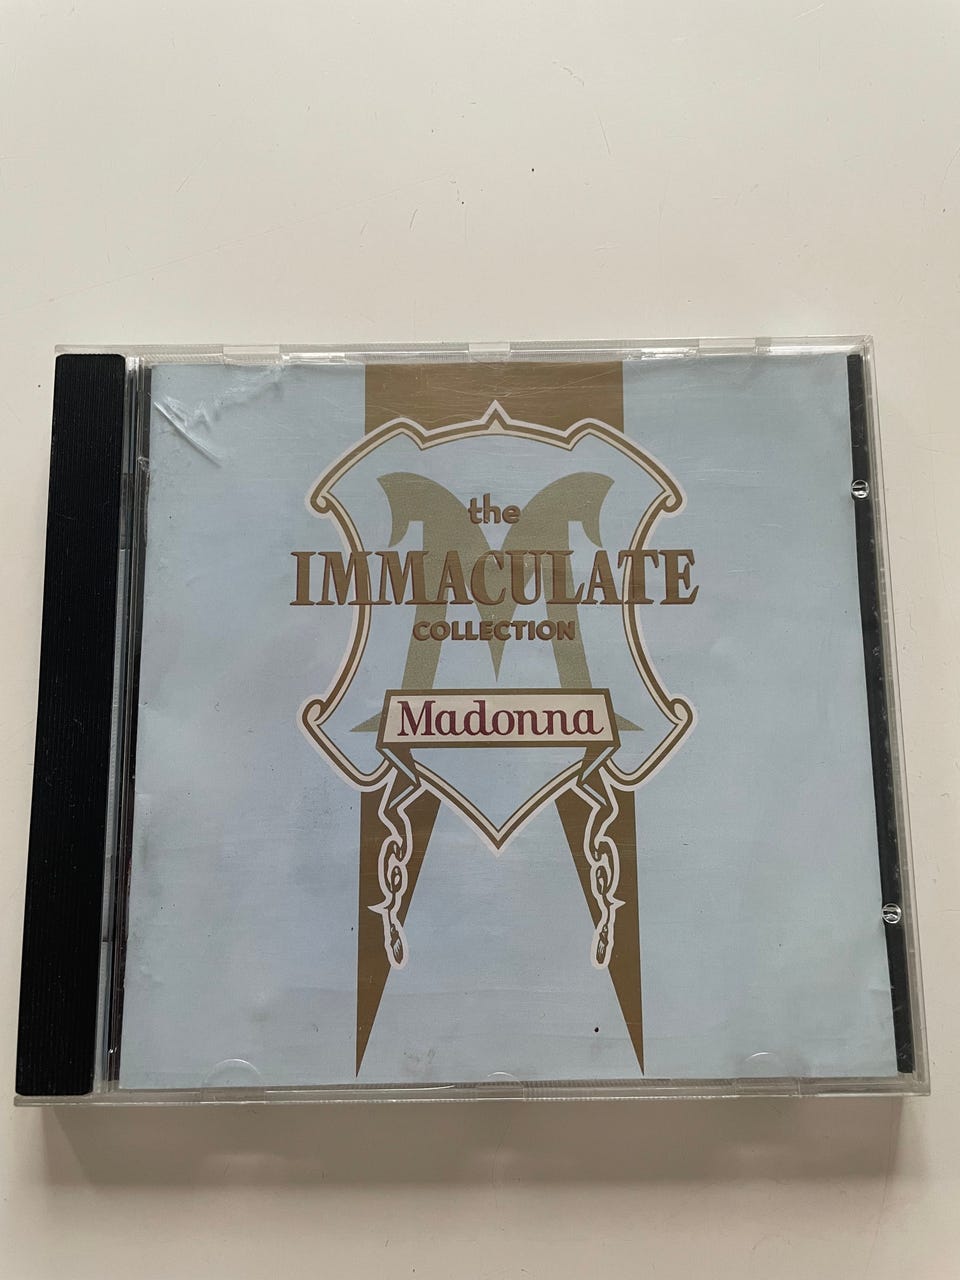 the
IMMACULATE
COLLECTION
Madonna